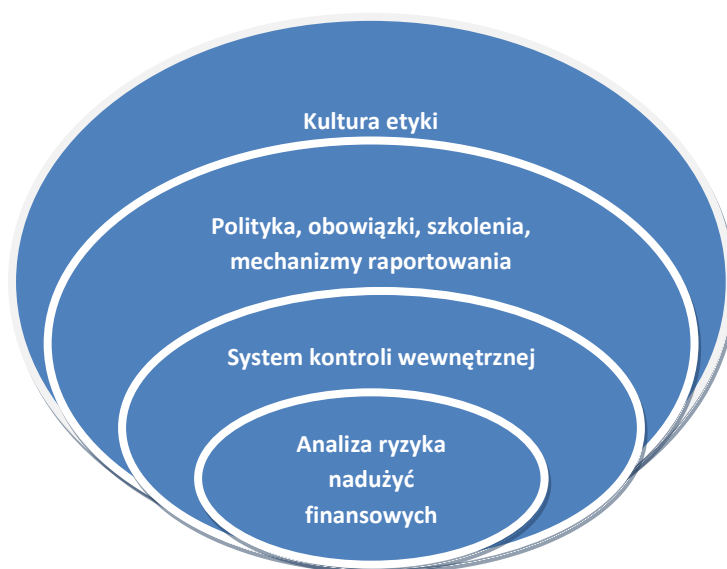 Kultura etyki
Polityka, obowiązki, szkolenia,
mechanizmy raportowania
System kontroli wewnętrznej
Analiza ryzyka
nadużyć
finansowych